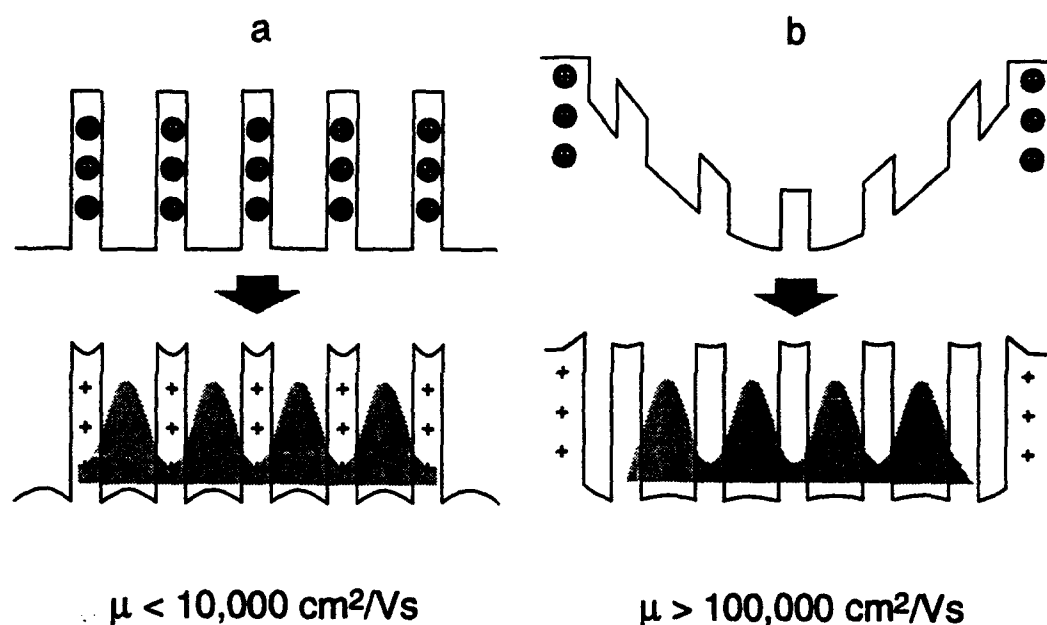 a
b
+ + + + +
+ + + + +
+ +
+ +
+ +
μ < 10,000 cm²/Vs
μ > 100,000 cm²/Vs